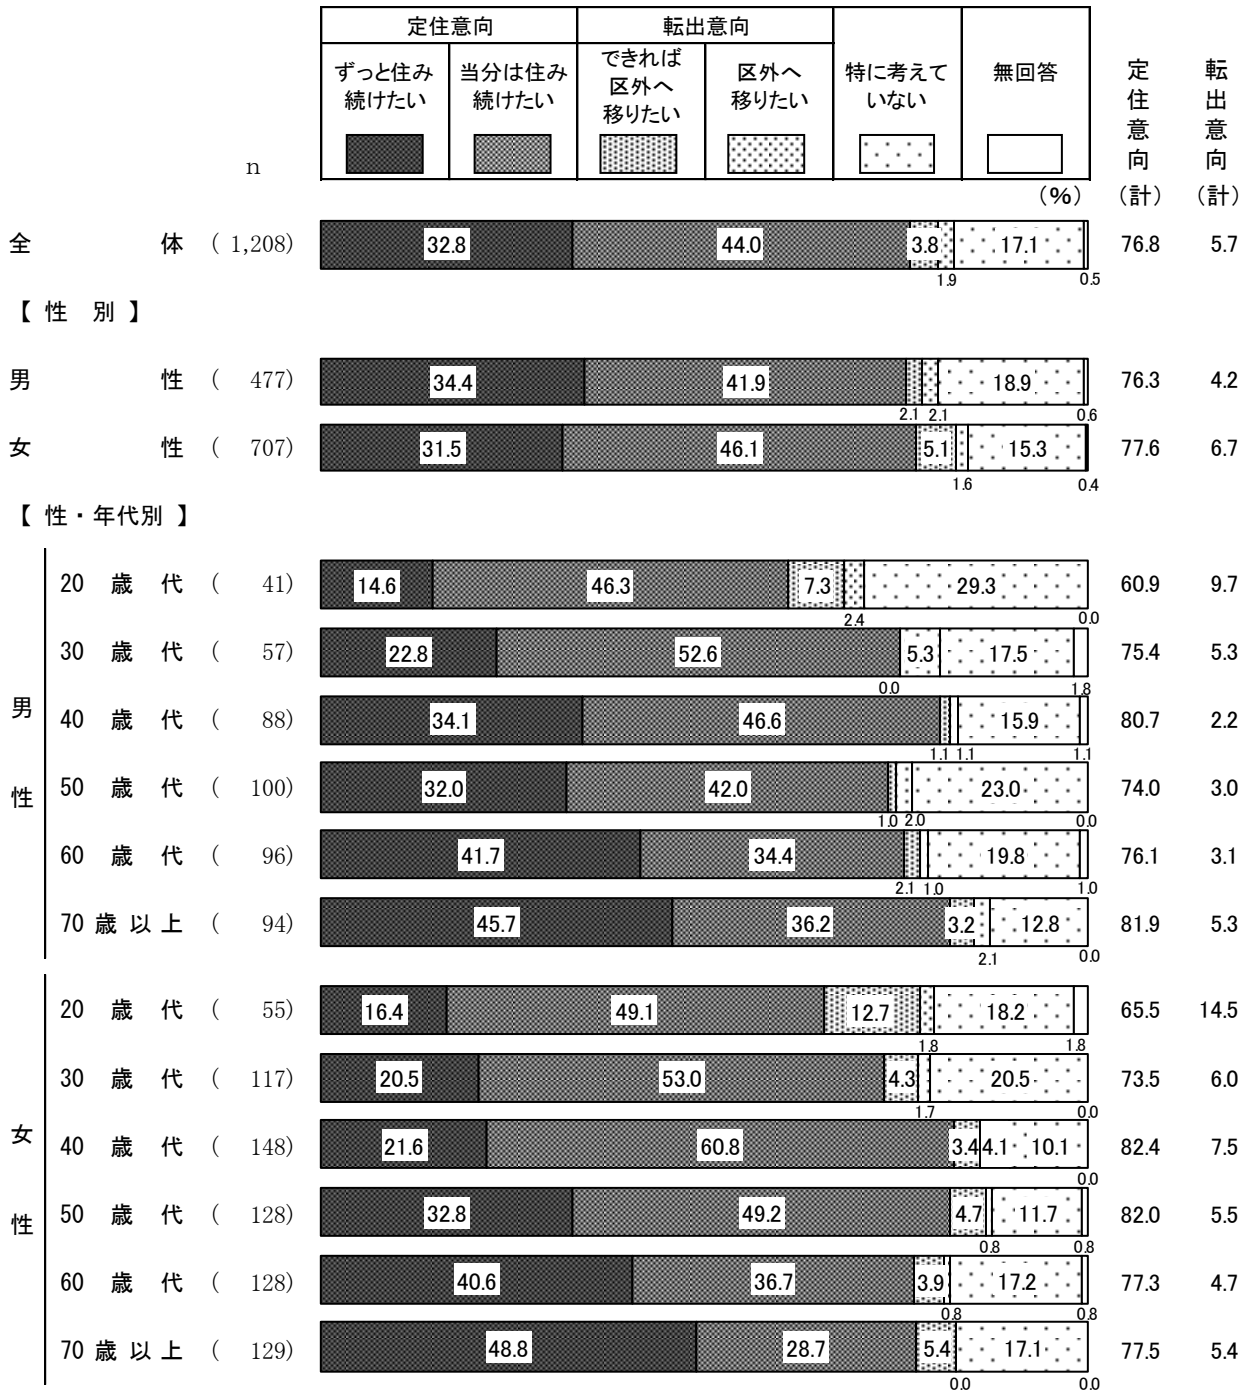 定住意向 転出意向
ずっと住み続けたい 当分は住み続けたい できれば区外へ移りたい 区外へ移りたい 特に考えていない 無回答
定住意向（計） 転出意向（計）
n
（％）
全体 （ 1,208） 32.8 44.0 3.8 1.9 17.1 0.5 76.8 5.7
【 性 別 】
男性 （ 477） 34.4 41.9 2.1 2.1 18.9 0.6 76.3 4.2
女性 （ 707） 31.5 46.1 5.1 1.6 15.3 0.4 77.6 6.7
【 性・年代別 】
男性
20 歳 代 （ 41） 14.6 46.3 7.3 2.4 29.3 0.0 60.9 9.7
30 歳 代 （ 57） 22.8 52.6 0.0 5.3 17.5 1.8 75.4 5.3
40 歳 代 （ 88） 34.1 46.6 1.1 1.1 15.9 1.1 80.7 2.2
50 歳 代 （ 100） 32.0 42.0 1.0 2.0 23.0 0.0 74.0 3.0
60 歳 代 （ 96） 41.7 34.4 2.1 1.0 19.8 1.0 76.1 3.1
70 歳 以 上 （ 94） 45.7 36.2 3.2 2.1 12.8 0.0 81.9 5.3
女性
20 歳 代 （ 55） 16.4 49.1 12.7 1.8 18.2 1.8 65.5 14.5
30 歳 代 （ 117） 20.5 53.0 4.3 1.7 20.5 0.0 73.5 6.0
40 歳 代 （ 148） 21.6 60.8 3.4 4.1 10.1 0.0 82.4 7.5
50 歳 代 （ 128） 32.8 49.2 4.7 0.8 11.7 0.8 82.0 5.5
60 歳 代 （ 128） 40.6 36.7 3.9 0.8 17.2 0.8 77.3 4.7
70 歳 以 上 （ 129） 48.8 28.7 5.4 0.0 17.1 0.0 77.5 5.4